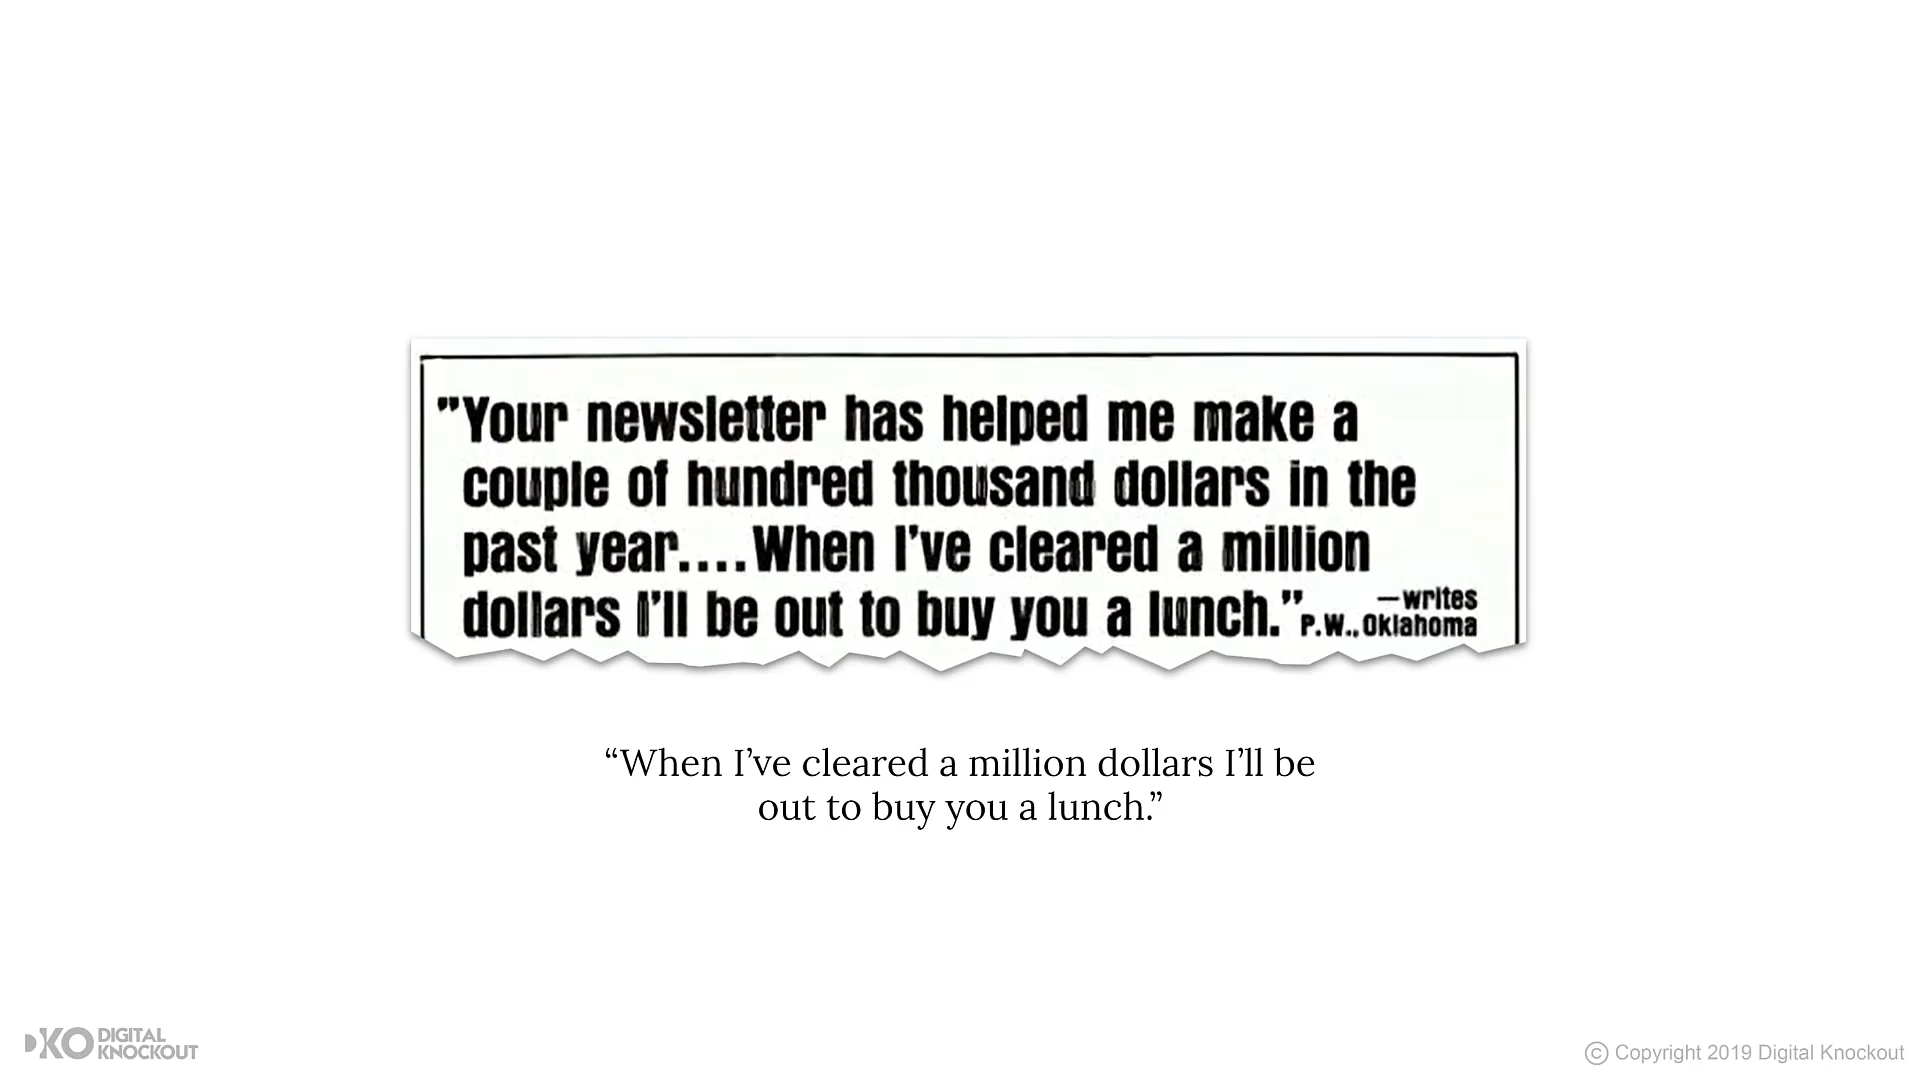 "Your newsletter has helped me make a
couple of hundred thousand dollars in the
past year....When I've cleared a million
dollars I'll be out to buy you a lunch."
—writes
P.W., Oklahoma
“When I’ve cleared a million dollars I’ll be
out to buy you a lunch.”
KO DIGITAL
KNOCKOUT
© Copyright 2019 Digital Knockout